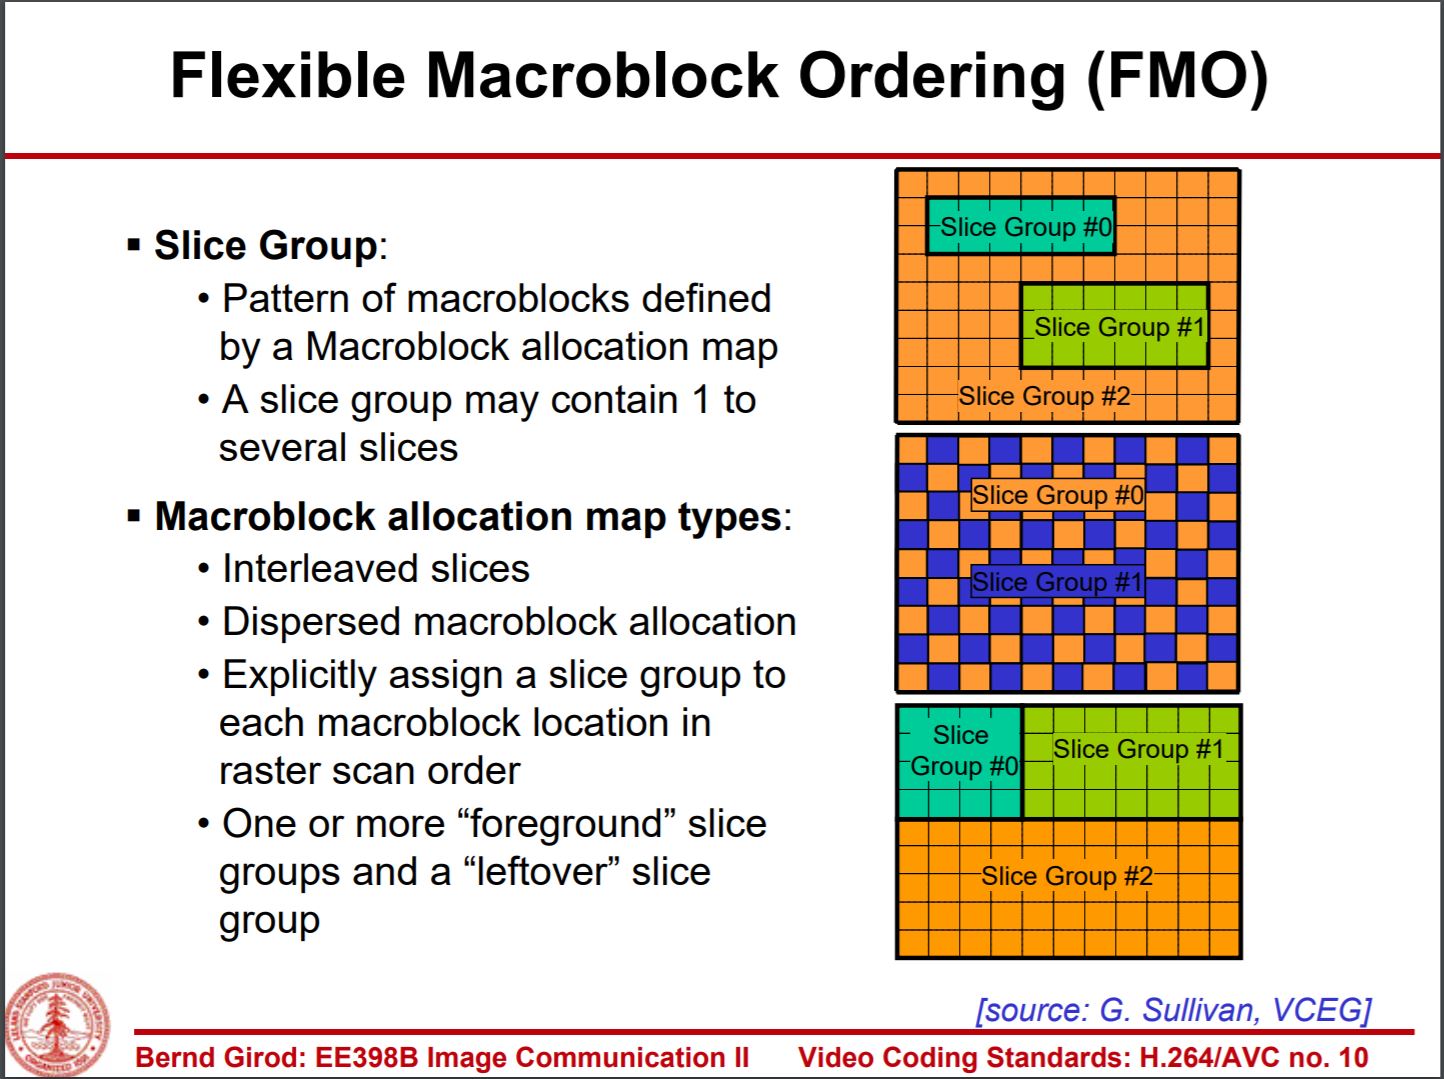 Flexible Macroblock Ordering (FMO)
▪ Slice Group:
• Pattern of macroblocks defined
by a Macroblock allocation map
• A slice group may contain 1 to
several slices
▪ Macroblock allocation map types:
• Interleaved slices
• Dispersed macroblock allocation
• Explicitly assign a slice group to
each macroblock location in
raster scan order
• One or more “foreground” slice
groups and a “leftover” slice
group
Slice Group #0
Slice Group #1
Slice Group #2
Slice Group #0
Slice Group #1
Slice
Group #0
Slice Group #1
Slice Group #2
[source: G. Sullivan, VCEG]
Bernd Girod: EE398B Image Communication II
Video Coding Standards: H.264/AVC no. 10